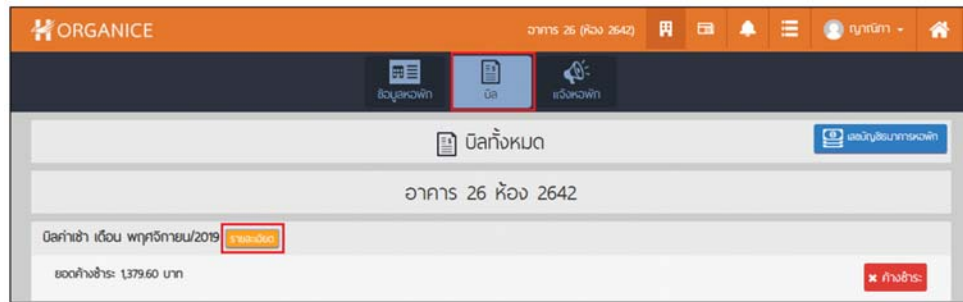 HORGANICE อาคาร 26 (ห้อง 2642) ญาณิกา
ข้อมูลหอพัก บิล แจ้งหอพัก
บิลทั้งหมด เลขบัญชีธนาคารหอพัก
อาคาร 26 ห้อง 2642
บิลค่าเช่า เดือน พฤศจิกายน/2019 รายละเอียด
ยอดค้างชำระ 1,379.60 บาท ค้างชำระ